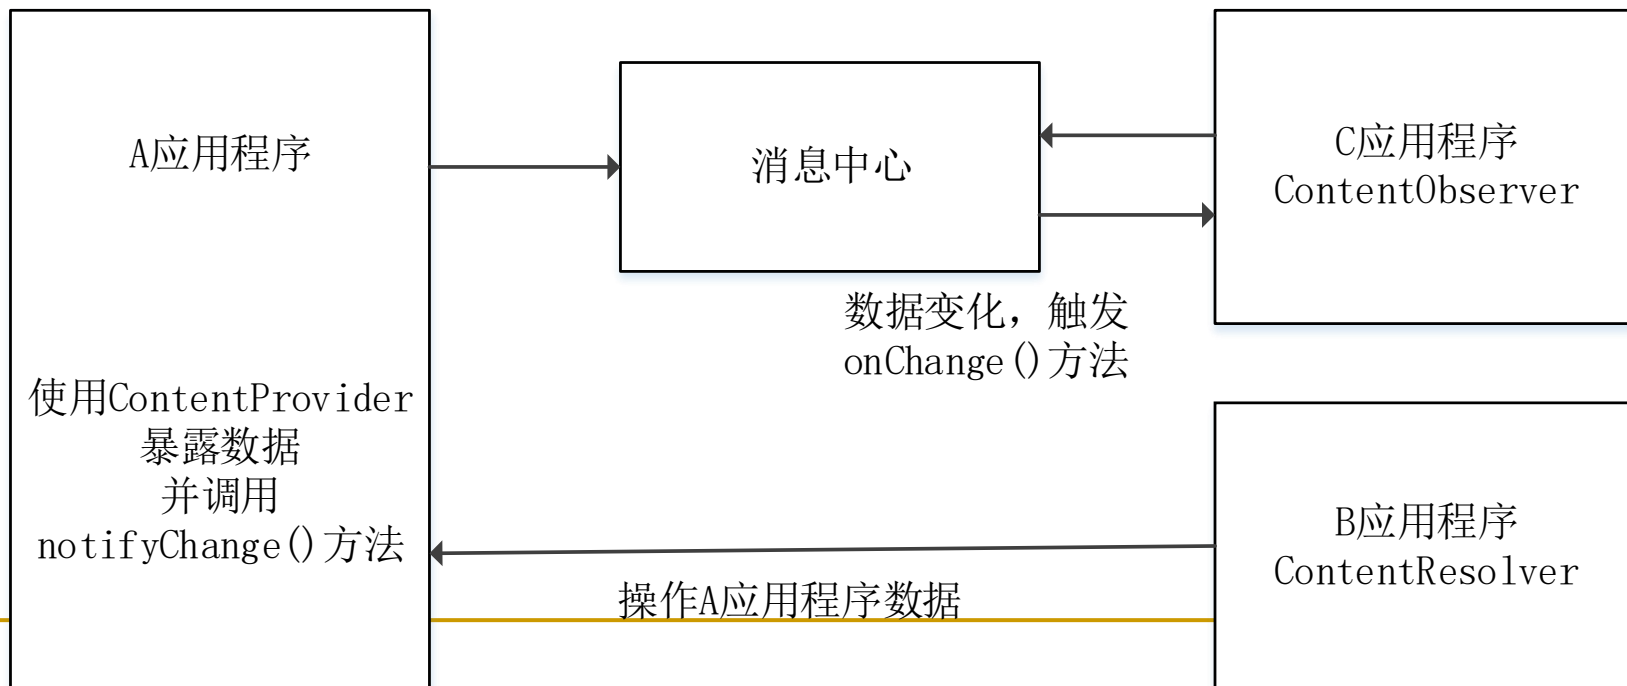 A应用程序
使用ContentProvider
暴露数据
并调用
notifyChange()方法
消息中心
数据变化，触发
onChange()方法
C应用程序
ContentObserver
操作A应用程序数据
B应用程序
ContentResolver